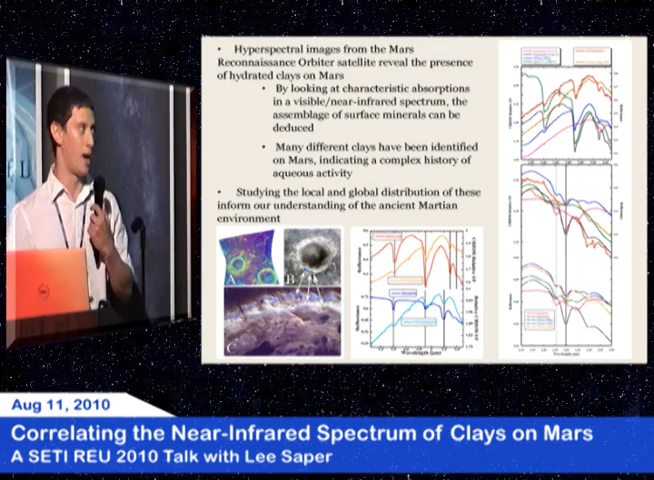 • Hyperspectral images from the Mars
Reconnaissance Orbiter satellite reveal the presence
of hydrated clays on Mars
• By looking at characteristic absorptions
in a visible/near-infrared spectrum, the
assemblage of surface minerals can be
deduced
• Many different clays have been identified
on Mars, indicating a complex history of
aqueous activity
• Studying the local and global distribution of these
inform our understanding of the ancient Martian
environment
A
B
C
Reflectance
Reflectance
Wavelength (µm)
Aug 11, 2010
Correlating the Near-Infrared Spectrum of Clays on Mars
A SETI REU 2010 Talk with Lee Saper